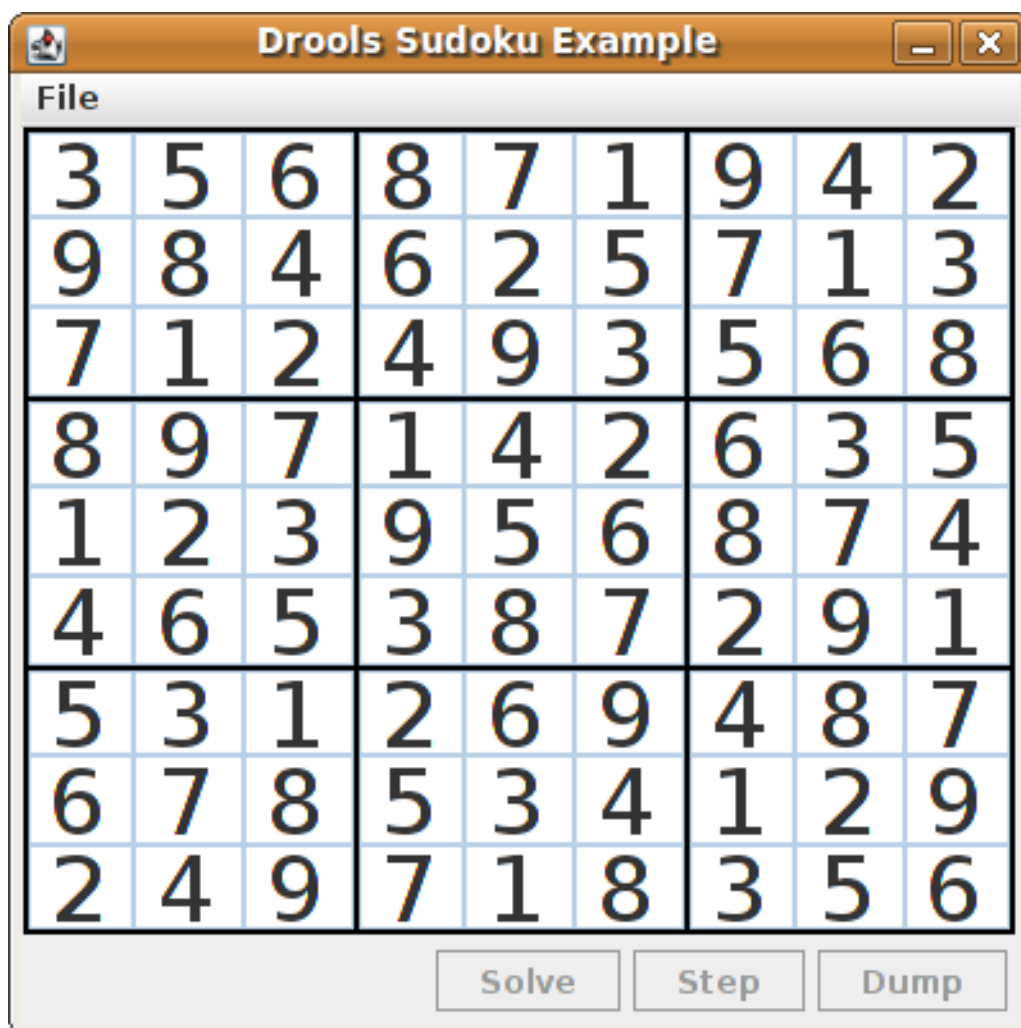 Drools Sudoku Example
File
3 5 6 8 7 1 9 4 2
9 8 4 6 2 5 7 1 3
7 1 2 4 9 3 5 6 8
8 9 7 1 4 2 6 3 5
1 2 3 9 5 6 8 7 4
4 6 5 3 8 7 2 9 1
5 3 1 2 6 9 4 8 7
6 7 8 5 3 4 1 2 9
2 4 9 7 1 8 3 5 6
Solve Step Dump